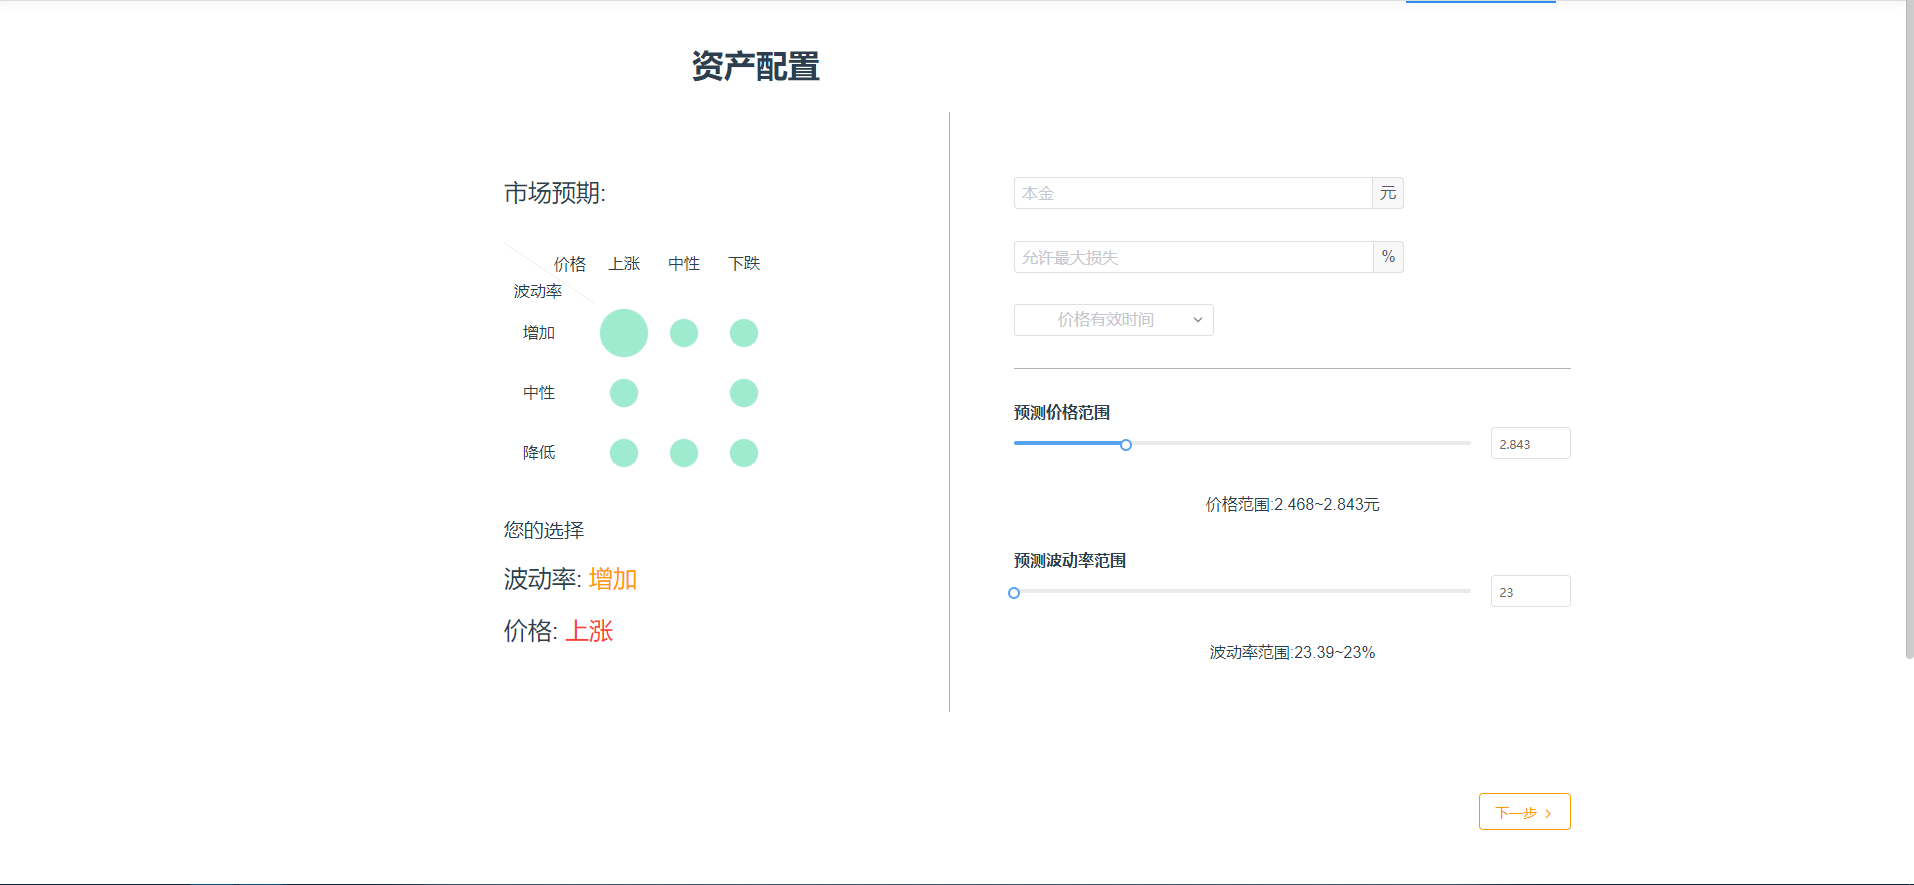 资产配置
市场预期:
价格 上涨 中性 下跌
波动率
增加
中性
降低
您的选择
波动率: 增加
价格: 上涨
本金 元
允许最大损失 %
价格有效时间
预测价格范围
2.843
价格范围:2.468~2.843元
预测波动率范围
23
波动率范围:23.39~23%
下一步